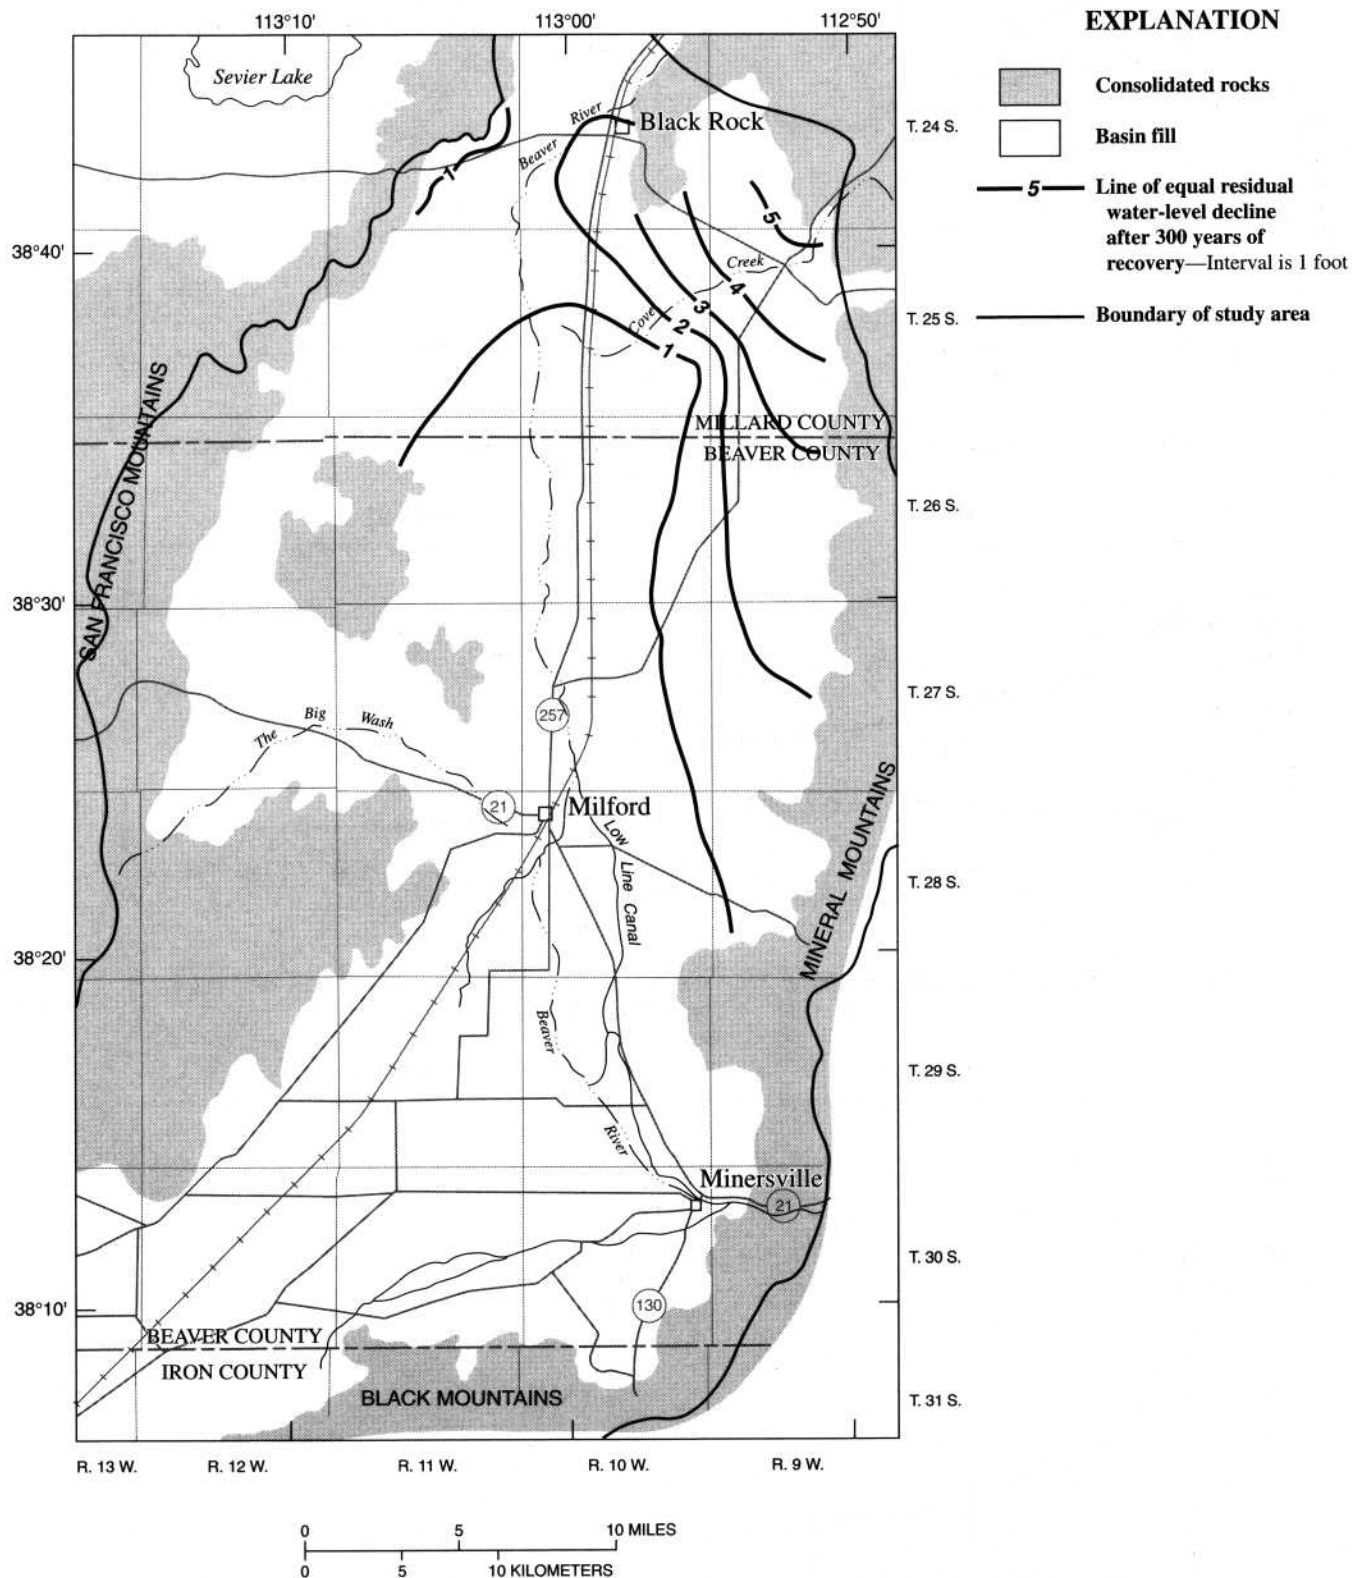 113°10'
113°00'
112°50'
EXPLANATION
Sevier Lake
Consolidated rocks
River
Black Rock
T. 24 S.
Basin fill
Beaver
1
5
Line of equal residual
water-level decline
after 300 years of
recovery—Interval is 1 foot
5
38°40'
Creek
4
3
Cove
2
1
T. 25 S.
Boundary of study area
SAN FRANCISCO MOUNTAINS
MILLARD COUNTY
BEAVER COUNTY
T. 26 S.
38°30'
T. 27 S.
257
The Big Wash
21
Milford
Low Line Canal
MINERAL MOUNTAINS
T. 28 S.
38°20'
Beaver
River
T. 29 S.
Minersville
21
T. 30 S.
38°10'
130
BEAVER COUNTY
IRON COUNTY
BLACK MOUNTAINS
T. 31 S.
R. 13 W.
R. 12 W.
R. 11 W.
R. 10 W.
R. 9 W.
0
5
10 MILES
0
5
10 KILOMETERS